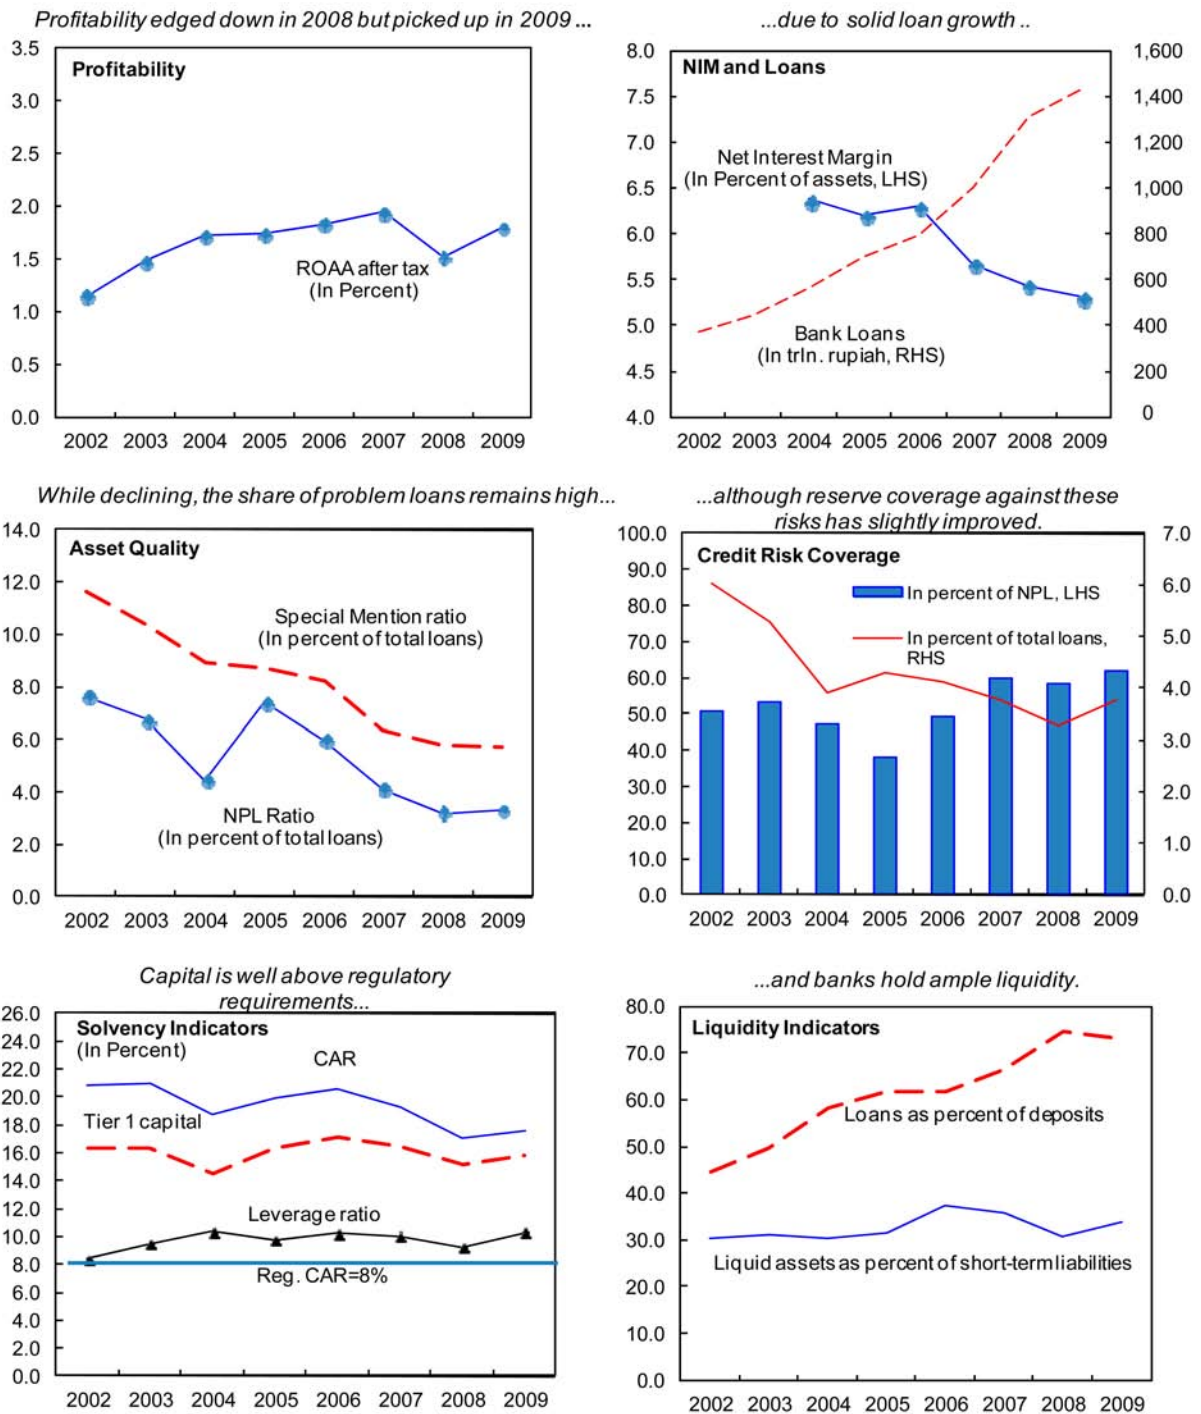 Profitability edged down in 2008 but picked up in 2009 ...
3.5
3.0
2.5
2.0
1.5
1.0
0.5
0.0
Profitability
ROAA after tax
(In Percent)
2002 2003 2004 2005 2006 2007 2008 2009
...due to solid loan growth ..
8.0
7.5
7.0
6.5
6.0
5.5
5.0
4.5
4.0
NIM and Loans
Net Interest Margin
(In Percent of assets, LHS)
Bank Loans
(In trln. rupiah, RHS)
1,600
1,400
1,200
1,000
800
600
400
200
0
2002 2003 2004 2005 2006 2007 2008 2009
While declining, the share of problem loans remains high...
14.0
12.0
10.0
8.0
6.0
4.0
2.0
0.0
Asset Quality
Special Mention ratio
(In percent of total loans)
NPL Ratio
(In percent of total loans)
2002 2003 2004 2005 2006 2007 2008 2009
...although reserve coverage against these
risks has slightly improved.
100.0
90.0
80.0
70.0
60.0
50.0
40.0
30.0
20.0
10.0
0.0
Credit Risk Coverage
In percent of NPL, LHS
In percent of total loans,
RHS
7.0
6.0
5.0
4.0
3.0
2.0
1.0
0.0
2002 2003 2004 2005 2006 2007 2008 2009
Capital is well above regulatory
requirements...
26.0
24.0
22.0
20.0
18.0
16.0
14.0
12.0
10.0
8.0
6.0
4.0
2.0
0.0
Solvency Indicators
(In Percent)
CAR
Tier 1 capital
Leverage ratio
Reg. CAR=8%
2002 2003 2004 2005 2006 2007 2008 2009
...and banks hold ample liquidity.
80.0
70.0
60.0
50.0
40.0
30.0
20.0
10.0
0.0
Liquidity Indicators
Loans as percent of deposits
Liquid assets as percent of short-term liabilities
2002 2003 2004 2005 2006 2007 2008 2009